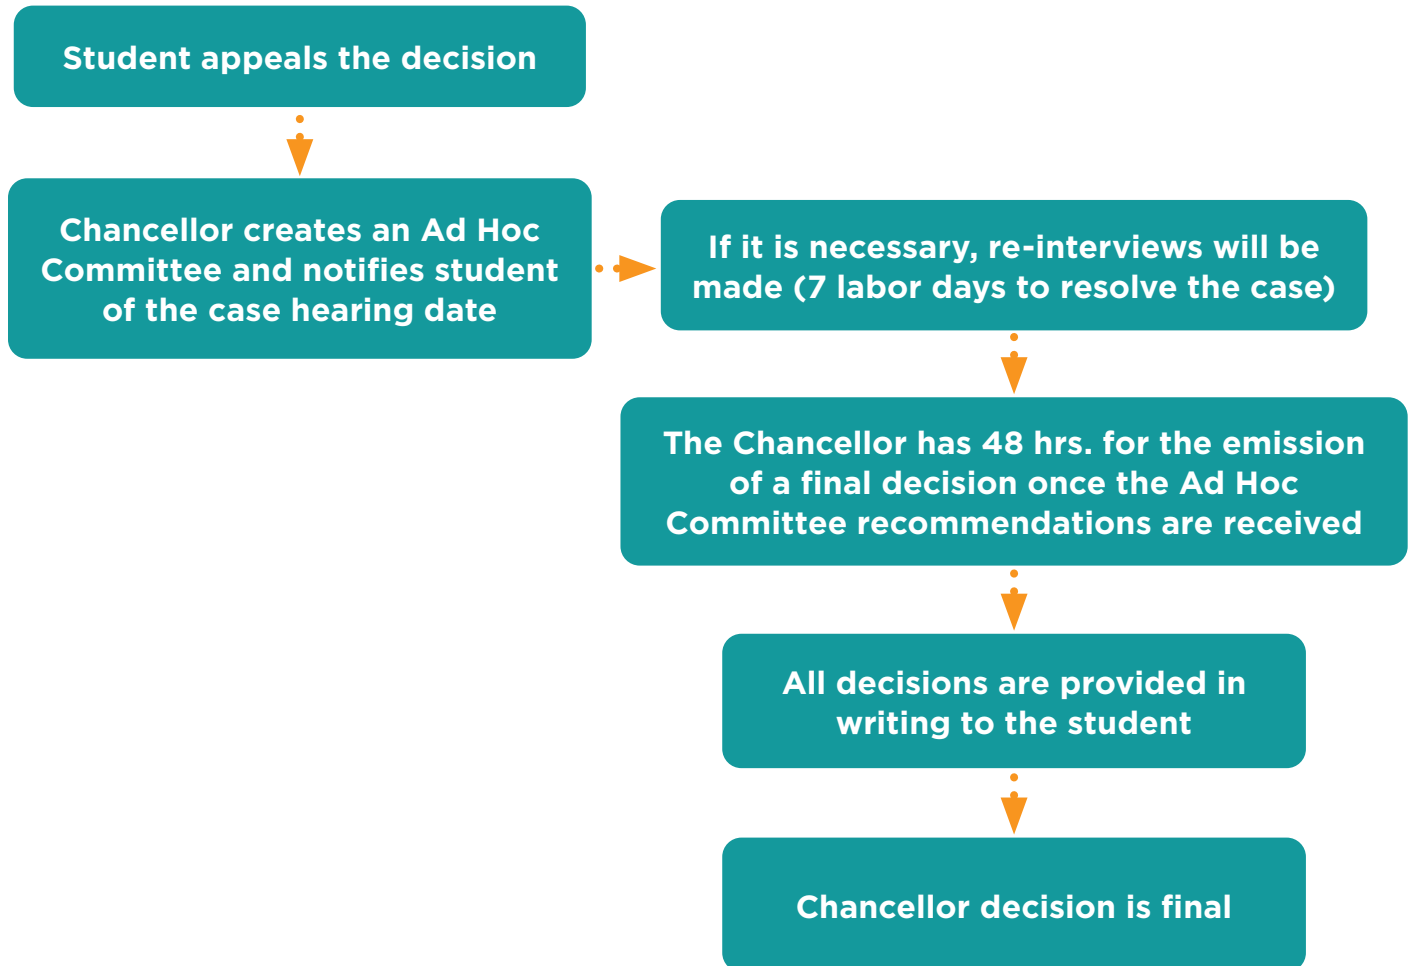 Student appeals the decision
Chancellor creates an Ad Hoc
Committee and notifies student
of the case hearing date
If it is necessary, re-interviews will be
made (7 labor days to resolve the case)
The Chancellor has 48 hrs. for the emission
of a final decision once the Ad Hoc
Committee recommendations are received
All decisions are provided in
writing to the student
Chancellor decision is final